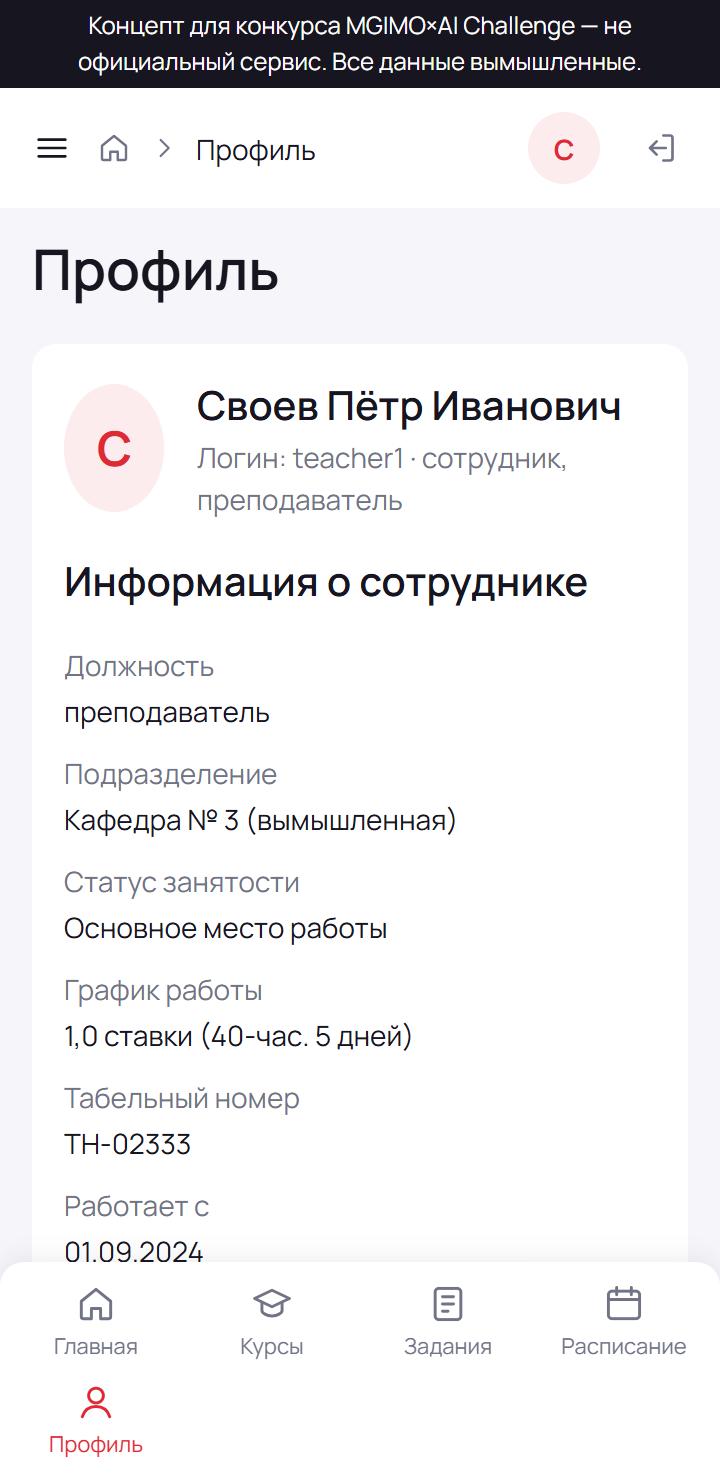 Концепт для конкурса MGIMO×AI Challenge — не
официальный сервис. Все данные вымышленные.
Профиль
С
Профиль
С
Своев Пётр Иванович
Логин: teacher1 · сотрудник,
преподаватель
Информация о сотруднике
Должность
преподаватель
Подразделение
Кафедра № 3 (вымышленная)
Статус занятости
Основное место работы
График работы
1,0 ставки (40-час. 5 дней)
Табельный номер
ТН-02333
Работает с
01.09.2024
Главная
Курсы
Задания
Расписание
Профиль